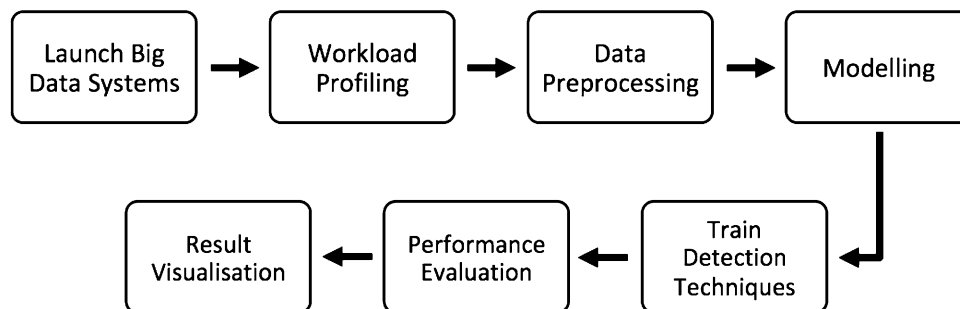 Launch Big
Data Systems
Workload
Profiling
Data
Preprocessing
Modelling
Train
Detection
Techniques
Performance
Evaluation
Result
Visualisation